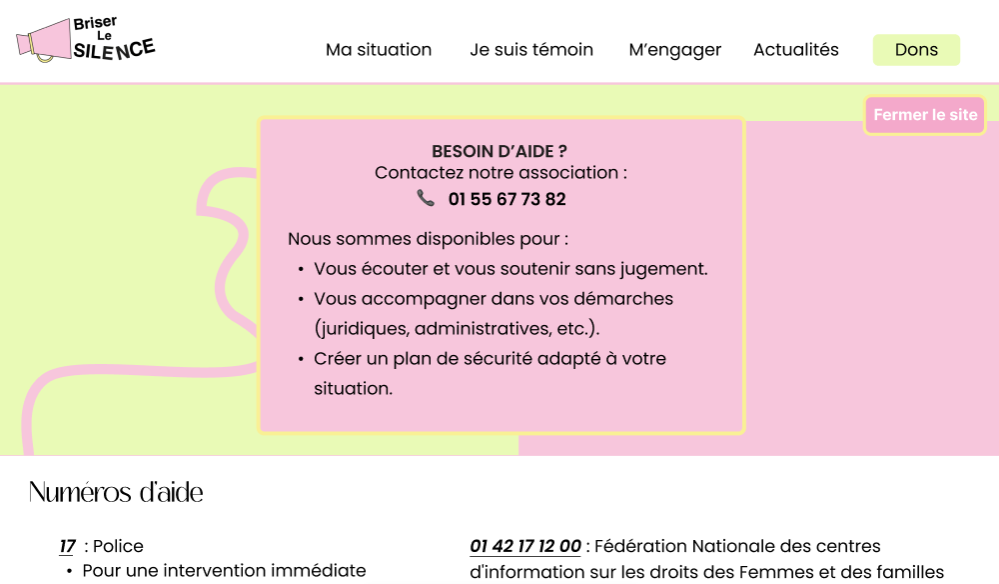 Briser
Le
SILENCE
Ma situation
Je suis témoin
M'engager
Actualités
Dons
Fermer le site
BESOIN D'AIDE ?
Contactez notre association :
01 55 67 73 82
Nous sommes disponibles pour :
• Vous écouter et vous soutenir sans jugement.
• Vous accompagner dans vos démarches
(juridiques, administratives, etc.).
• Créer un plan de sécurité adapté à votre
situation.
Numéros d'aide
17 : Police
• Pour une intervention immédiate
01 42 17 12 00 : Fédération Nationale des centres
d'information sur les droits des Femmes et des familles